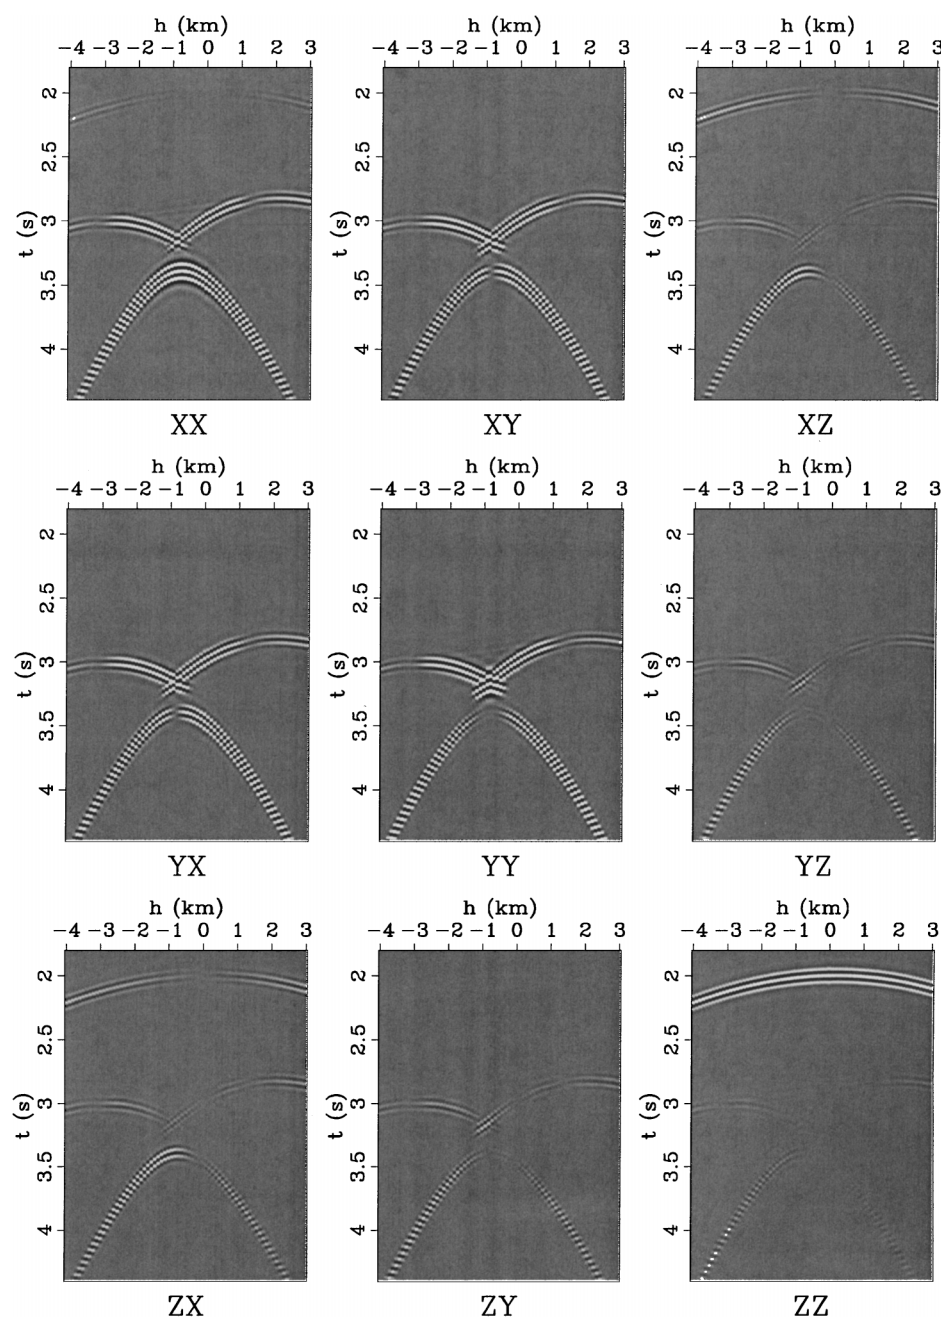 h (km) h (km) h (km)
−4 −3 −2 −1 0 1 2 3 −4 −3 −2 −1 0 1 2 3 −4 −3 −2 −1 0 1 2 3
t (s) 2 2.5 3 3.5 4 t (s) 2 2.5 3 3.5 4 t (s) 2 2.5 3 3.5 4
XX XY XZ
h (km) h (km) h (km)
−4 −3 −2 −1 0 1 2 3 −4 −3 −2 −1 0 1 2 3 −4 −3 −2 −1 0 1 2 3
t (s) 2 2.5 3 3.5 4 t (s) 2 2.5 3 3.5 4 t (s) 2 2.5 3 3.5 4
YX YY YZ
h (km) h (km) h (km)
−4 −3 −2 −1 0 1 2 3 −4 −3 −2 −1 0 1 2 3 −4 −3 −2 −1 0 1 2 3
t (s) 2 2.5 3 3.5 4 t (s) 2 2.5 3 3.5 4 t (s) 2 2.5 3 3.5 4
ZX ZY ZZ